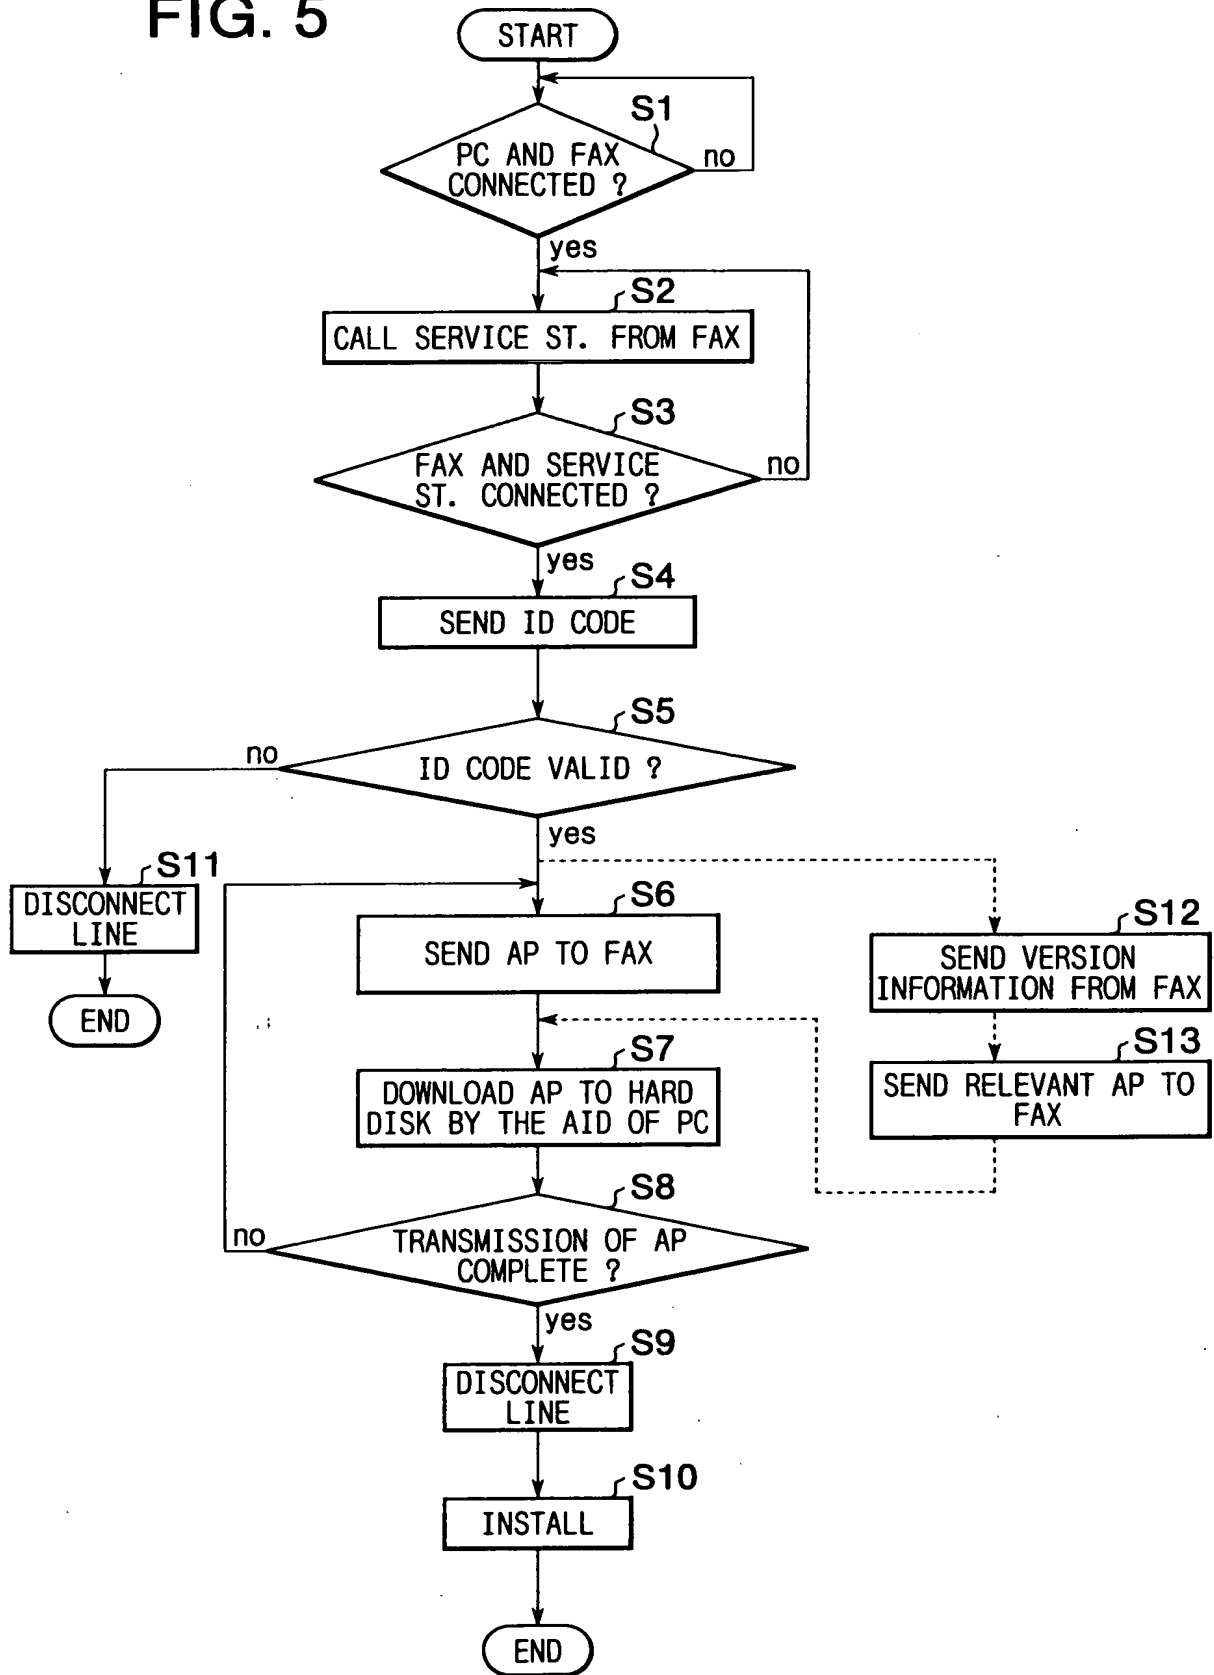 FIG. 5
START
S1
PC AND FAX
CONNECTED ?
no
yes
S2
CALL SERVICE ST. FROM FAX
S3
FAX AND SERVICE
ST. CONNECTED ?
no
yes
S4
SEND ID CODE
S5
no
ID CODE VALID ?
yes
S11
DISCONNECT
LINE
END
S6
SEND AP TO FAX
S12
SEND VERSION
INFORMATION FROM FAX
S7
DOWNLOAD AP TO HARD
DISK BY THE AID OF PC
S13
SEND RELEVANT AP TO
FAX
S8
no
TRANSMISSION OF AP
COMPLETE ?
yes
S9
DISCONNECT
LINE
S10
INSTALL
END